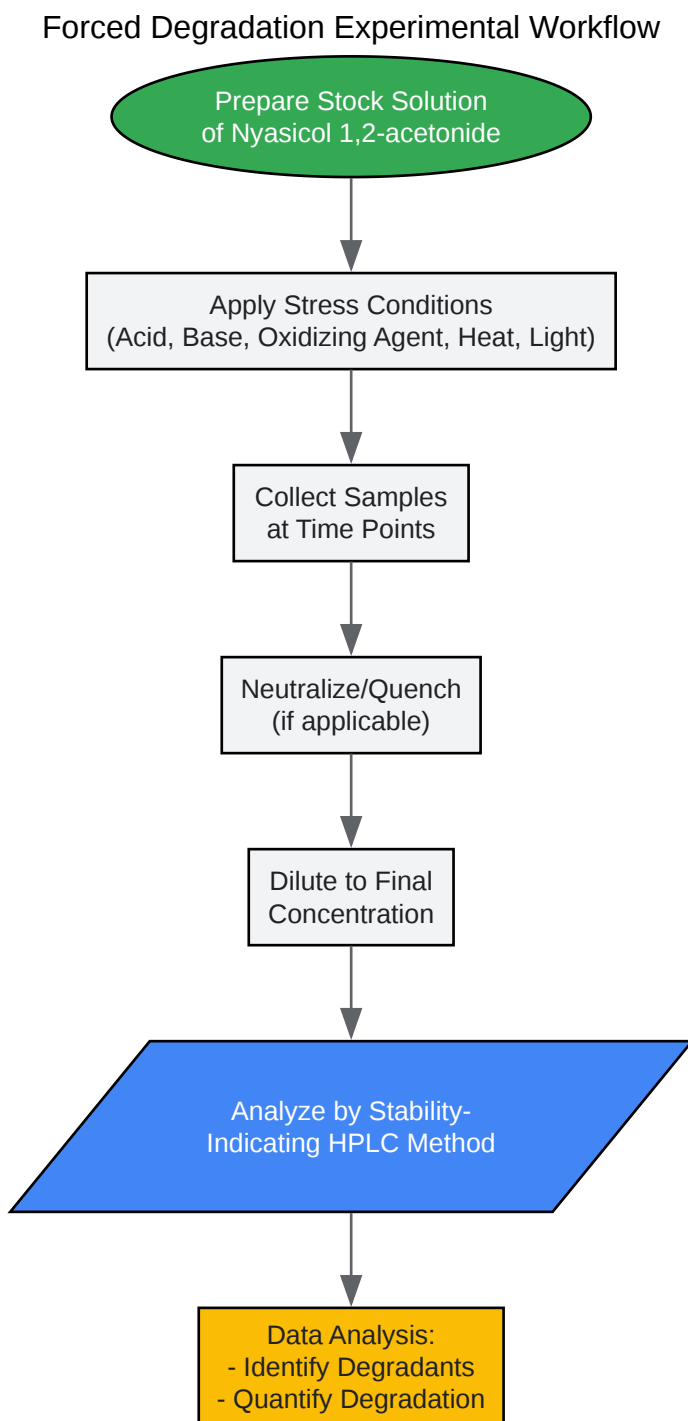 Forced Degradation Experimental Workflow
Prepare Stock Solution
of Nyasicol 1,2-acetonide
Apply Stress Conditions
(Acid, Base, Oxidizing Agent, Heat, Light)
Collect Samples
at Time Points
Neutralize/Quench
(if applicable)
Dilute to Final
Concentration
Analyze by Stability-
Indicating HPLC Method
Data Analysis:
- Identify Degradants
- Quantify Degradation